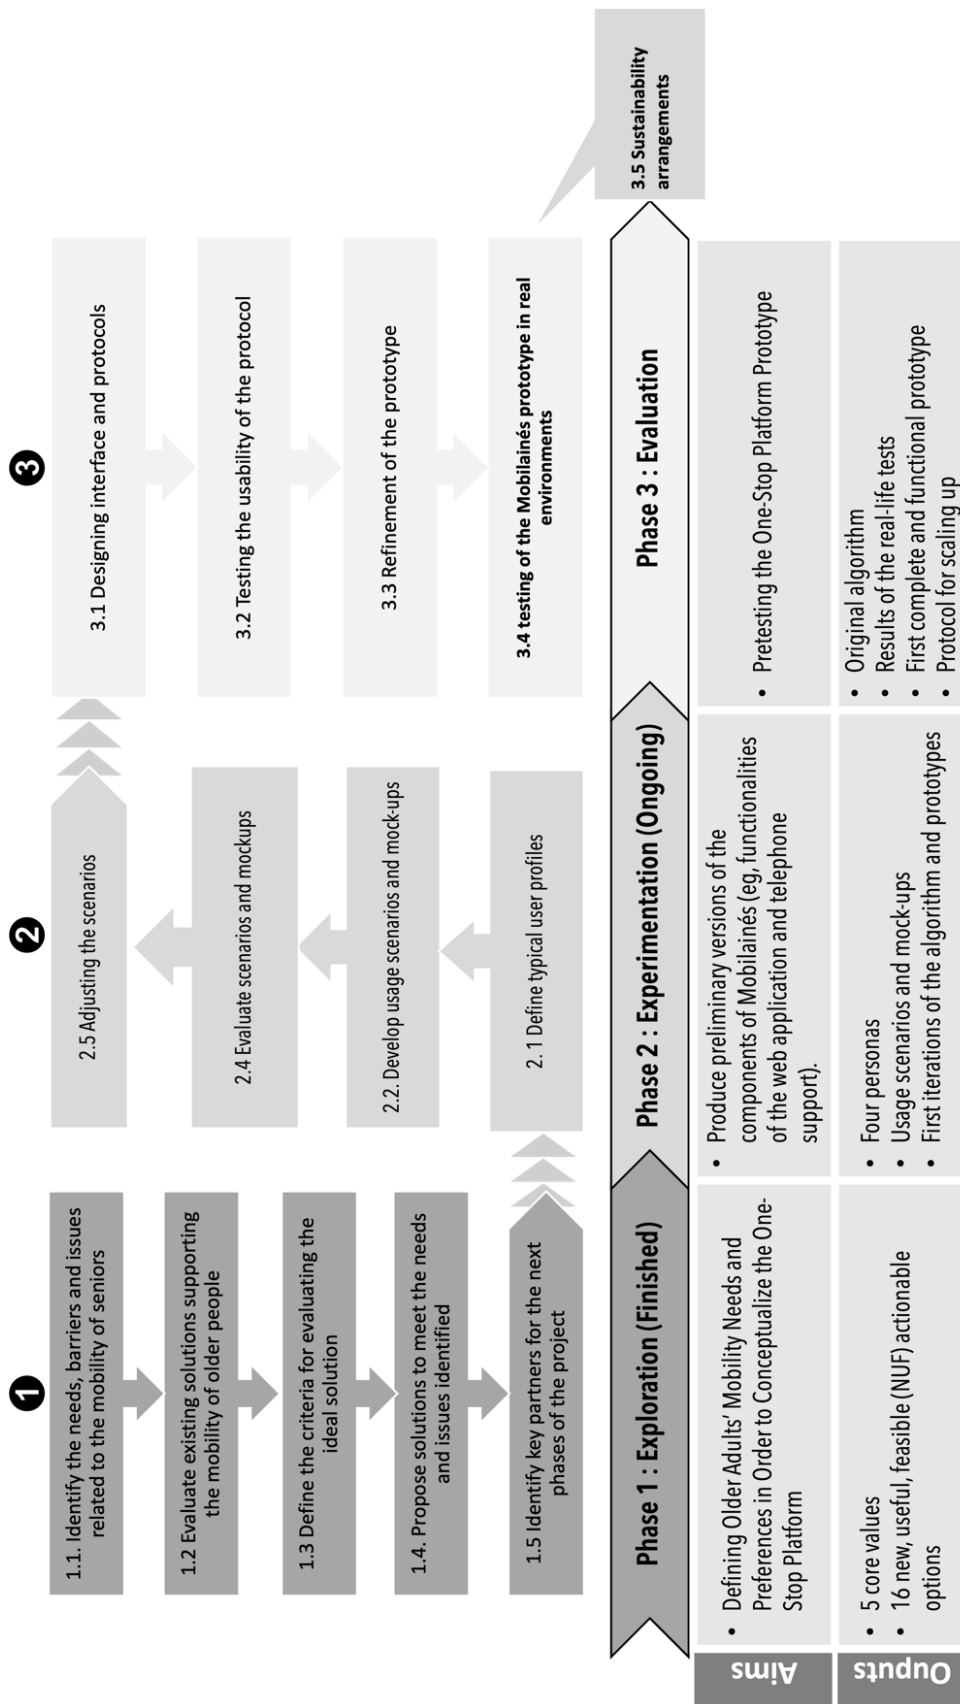 1
1.1. Identify the needs, barriers and issues
related to the mobility of seniors
1.2 Evaluate existing solutions supporting
the mobility of older people
1.3 Define the criteria for evaluating the
ideal solution
1.4. Propose solutions to meet the needs
and issues identified
1.5 Identify key partners for the next
phases of the project
2
2.5 Adjusting the scenarios
2.4 Evaluate scenarios and mockups
2.2. Develop usage scenarios and mock-ups
2. 1 Define typical user profiles
3
3.1 Designing interface and protocols
3.2 Testing the usability of the protocol
3.3 Refinement of the prototype
3.4 testing of the Mobilainés prototype in real
environments
3.5 Sustainability
arrangements
Phase 1 : Exploration (Finished)
Phase 2 : Experimentation (Ongoing)
Phase 3 : Evaluation
Aims
• Defining Older Adults’ Mobility Needs and
Preferences in Order to Conceptualize the One-
Stop Platform
• Produce preliminary versions of the
components of Mobilainés (eg, functionalities
of the web application and telephone
support).
• Pretesting the One-Stop Platform Prototype
Ouputs
• 5 core values
• 16 new, useful, feasible (NUF) actionable
options
• Four personas
• Usage scenarios and mock-ups
• First iterations of the algorithm and prototypes
• Original algorithm
• Results of the real-life tests
• First complete and functional prototype
• Protocol for scaling up